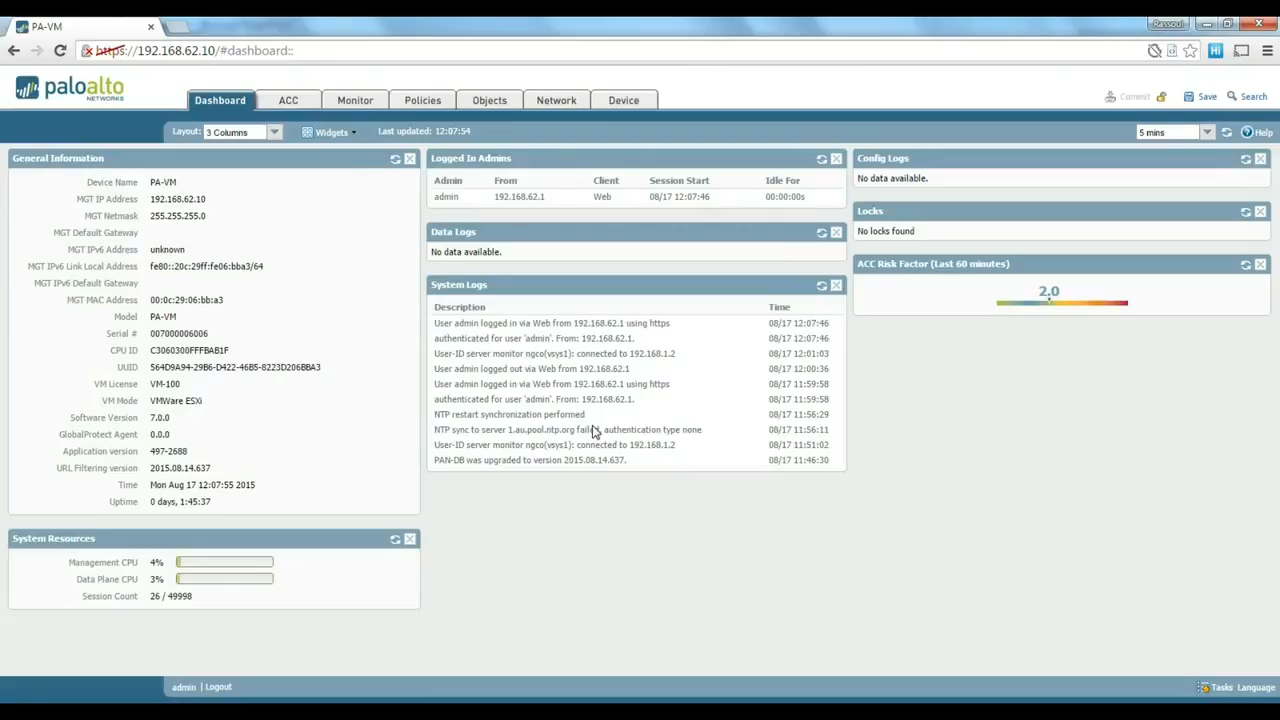 PA-VM
Rassoul
https://192.168.62.10/#dashboard::
Hi
paloalto
NETWORKS
Dashboard ACC Monitor Policies Objects Network Device
Commit Save Search
Layout: 3 Columns Widgets Last updated: 12:07:54 5 mins Help
General Information
Device Name PA-VM
MGT IP Address 192.168.62.10
MGT Netmask 255.255.255.0
MGT Default Gateway
MGT IPv6 Address unknown
MGT IPv6 Link Local Address fe80::20c:29ff:fe06:bba3/64
MGT IPv6 Default Gateway
MGT MAC Address 00:0c:29:06:bb:a3
Model PA-VM
Serial # 007000006006
CPU ID C3060300FFFBAB1F
UUID 564D9A94-29B6-D422-46B5-8223D206BBA3
VM License VM-100
VM Mode VMWare ESXi
Software Version 7.0.0
GlobalProtect Agent 0.0.0
Application version 497-2688
URL Filtering version 2015.08.14.637
Time Mon Aug 17 12:07:55 2015
Uptime 0 days, 1:45:37
System Resources
Management CPU 4%
Data Plane CPU 3%
Session Count 26 / 49998
Logged In Admins
Admin From Client Session Start Idle For
admin 192.168.62.1 Web 08/17 12:07:46 00:00:00s
Data Logs
No data available.
System Logs
Description Time
User admin logged in via Web from 192.168.62.1 using https 08/17 12:07:46
authenticated for user 'admin'. From: 192.168.62.1. 08/17 12:07:46
User-ID server monitor ngco(vsys1): connected to 192.168.1.2 08/17 12:01:03
User admin logged out via Web from 192.168.62.1 08/17 12:00:36
User admin logged in via Web from 192.168.62.1 using https 08/17 11:59:58
authenticated for user 'admin'. From: 192.168.62.1. 08/17 11:59:58
NTP restart synchronization performed 08/17 11:56:29
NTP sync to server 1.au.pool.ntp.org failed, authentication type none 08/17 11:56:11
User-ID server monitor ngco(vsys1): connected to 192.168.1.2 08/17 11:51:02
PAN-DB was upgraded to version 2015.08.14.637. 08/17 11:46:30
Config Logs
No data available.
Locks
No locks found
ACC Risk Factor (Last 60 minutes)
2.0
admin | Logout
Tasks Language